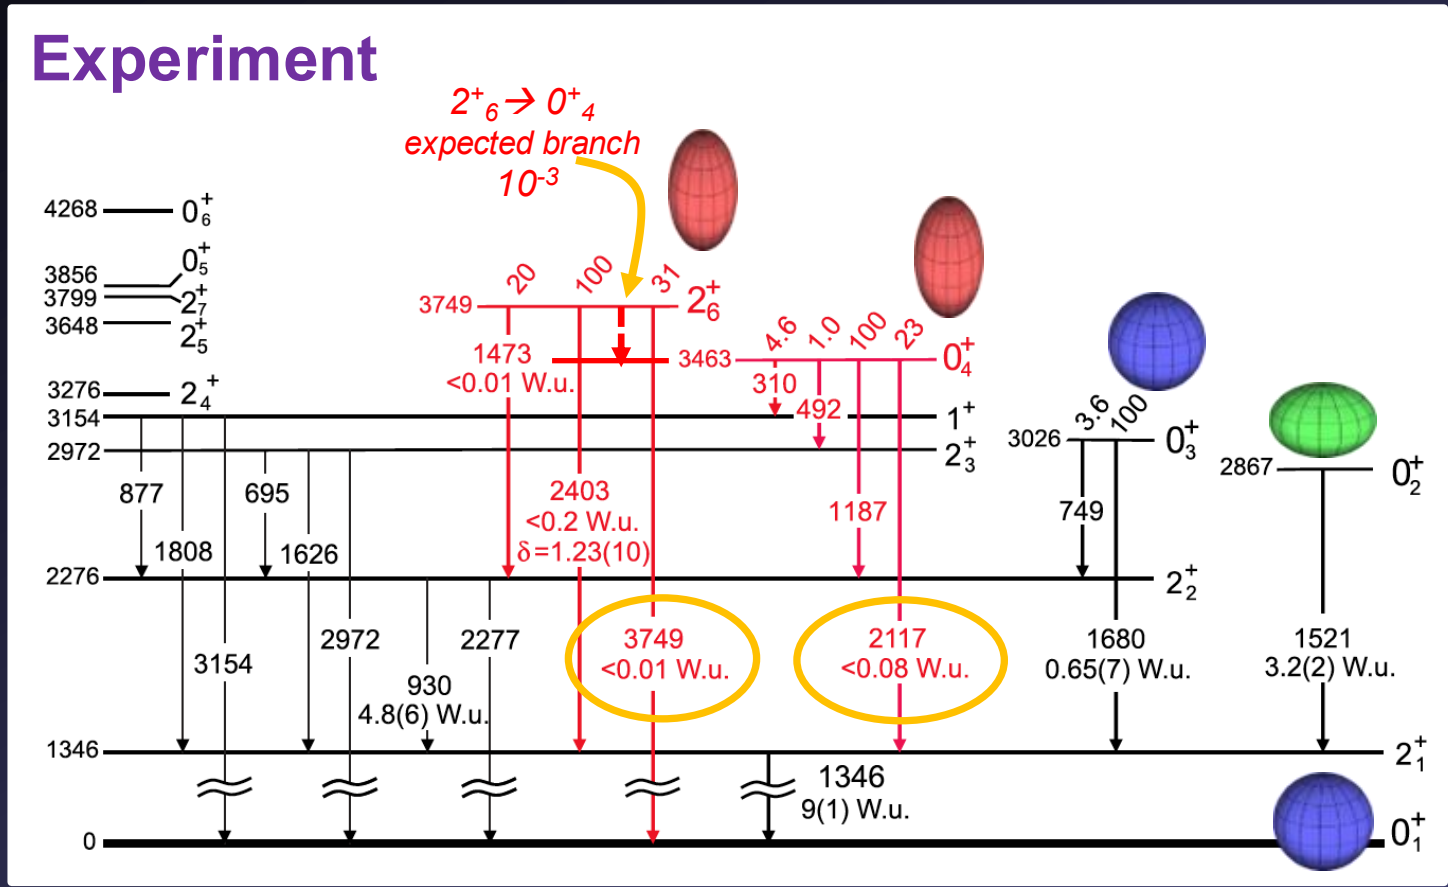 Experiment
2⁺₆ → 0⁺₄
expected branch
10⁻³
4268 0⁺₆
3856 0⁺₅
3799 2⁺₇
3648 2⁺₅
3276 2₄⁺
3154 1⁺
2972 2⁺₃
20 100 31
3749 2⁺₆
4.6 1.0 100 23
3463 0⁺₄
3.6 100
3026 0⁺₃
2867 0⁺₂
1473
<0.01 W.u.
310
492
877
695
2403
<0.2 W.u.
δ=1.23(10)
1187
749
1808
1626
2276 2⁺₂
3154
2972
930
4.8(6) W.u.
2277
3749
<0.01 W.u.
2117
<0.08 W.u.
1680
0.65(7) W.u.
1521
3.2(2) W.u.
1346 2⁺₁
1346
9(1) W.u.
0 0⁺₁